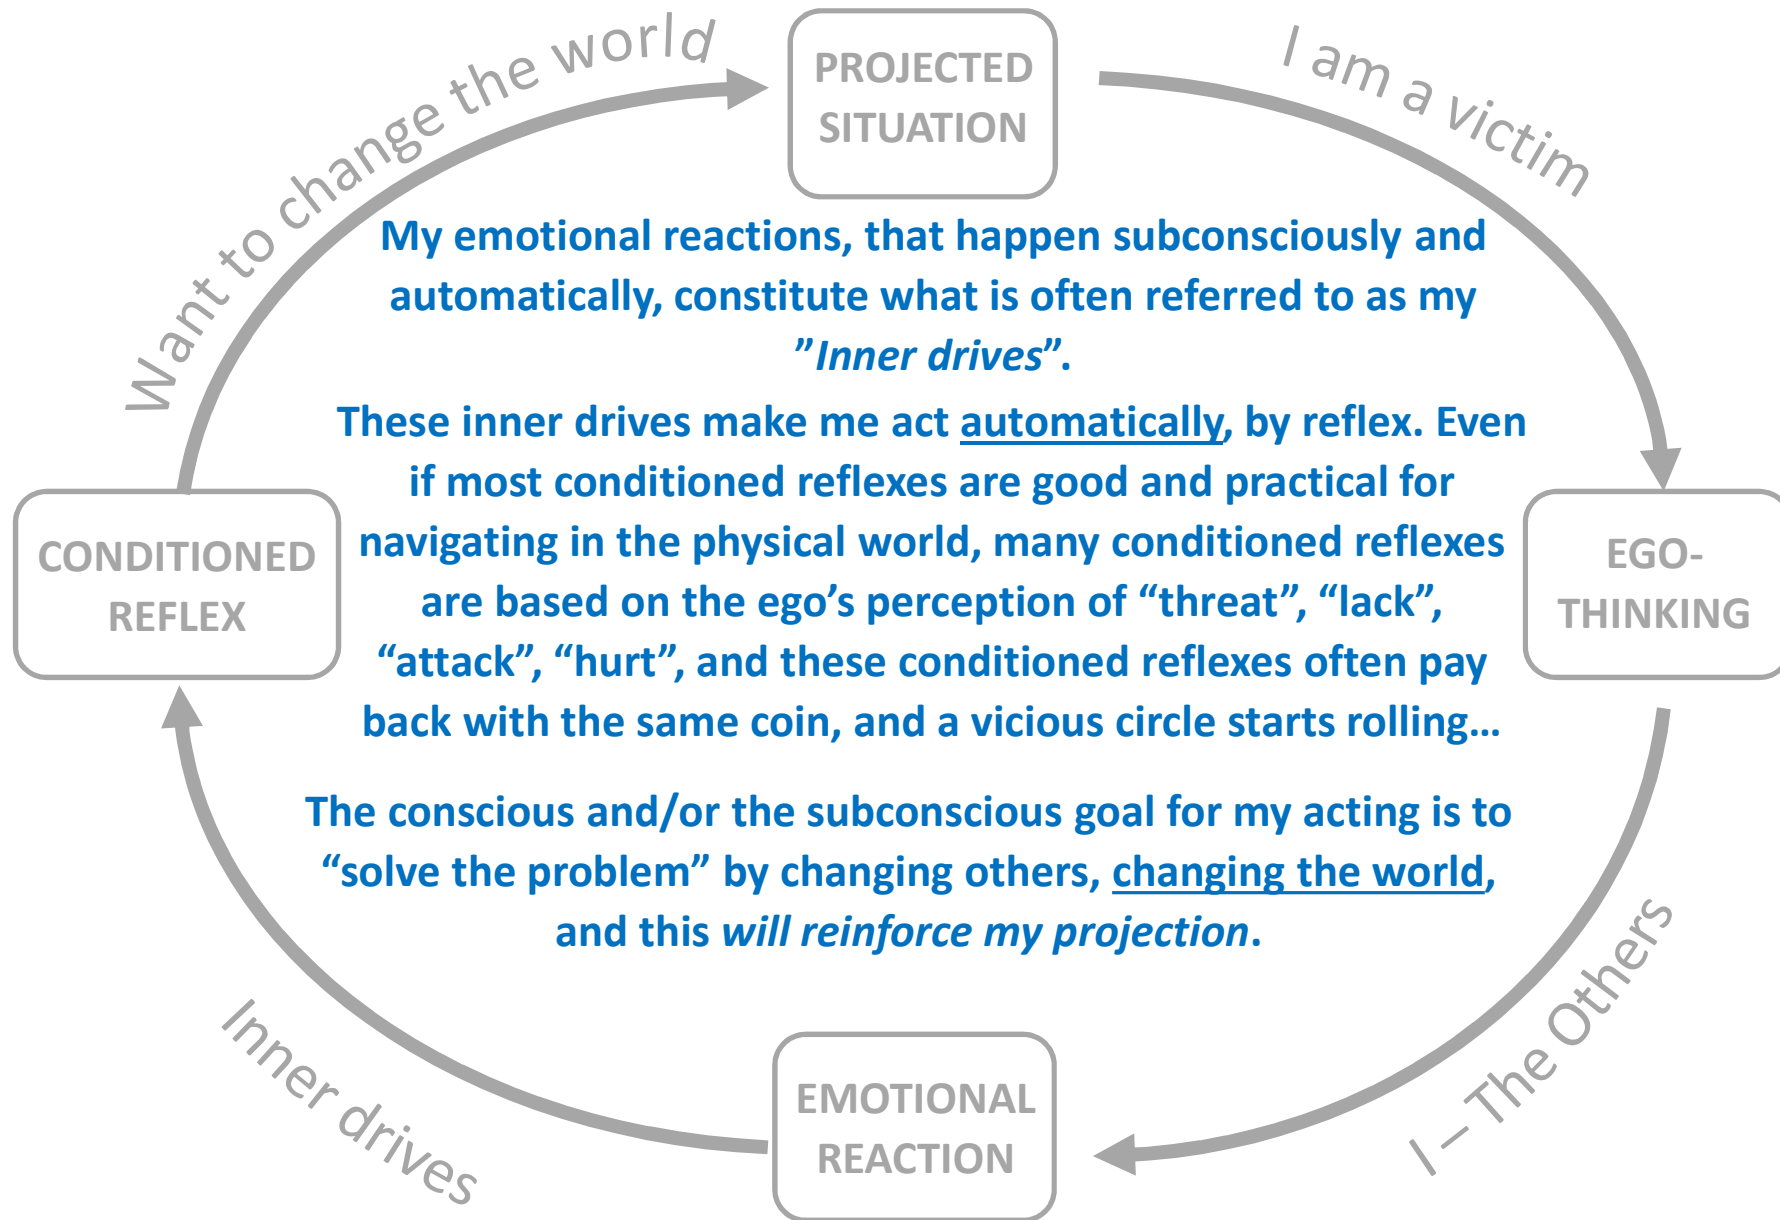 Want to change the world
PROJECTED
SITUATION
I am a victim
My emotional reactions, that happen subconsciously and
automatically, constitute what is often referred to as my
”Inner drives”.
These inner drives make me act automatically, by reflex. Even
if most conditioned reflexes are good and practical for
navigating in the physical world, many conditioned reflexes
are based on the ego’s perception of “threat”, “lack”,
“attack”, “hurt”, and these conditioned reflexes often pay
back with the same coin, and a vicious circle starts rolling…
CONDITIONED
REFLEX
EGO-
THINKING
The conscious and/or the subconscious goal for my acting is to
“solve the problem” by changing others, changing the world,
and this will reinforce my projection.
Inner drives
EMOTIONAL
REACTION
I – The Others